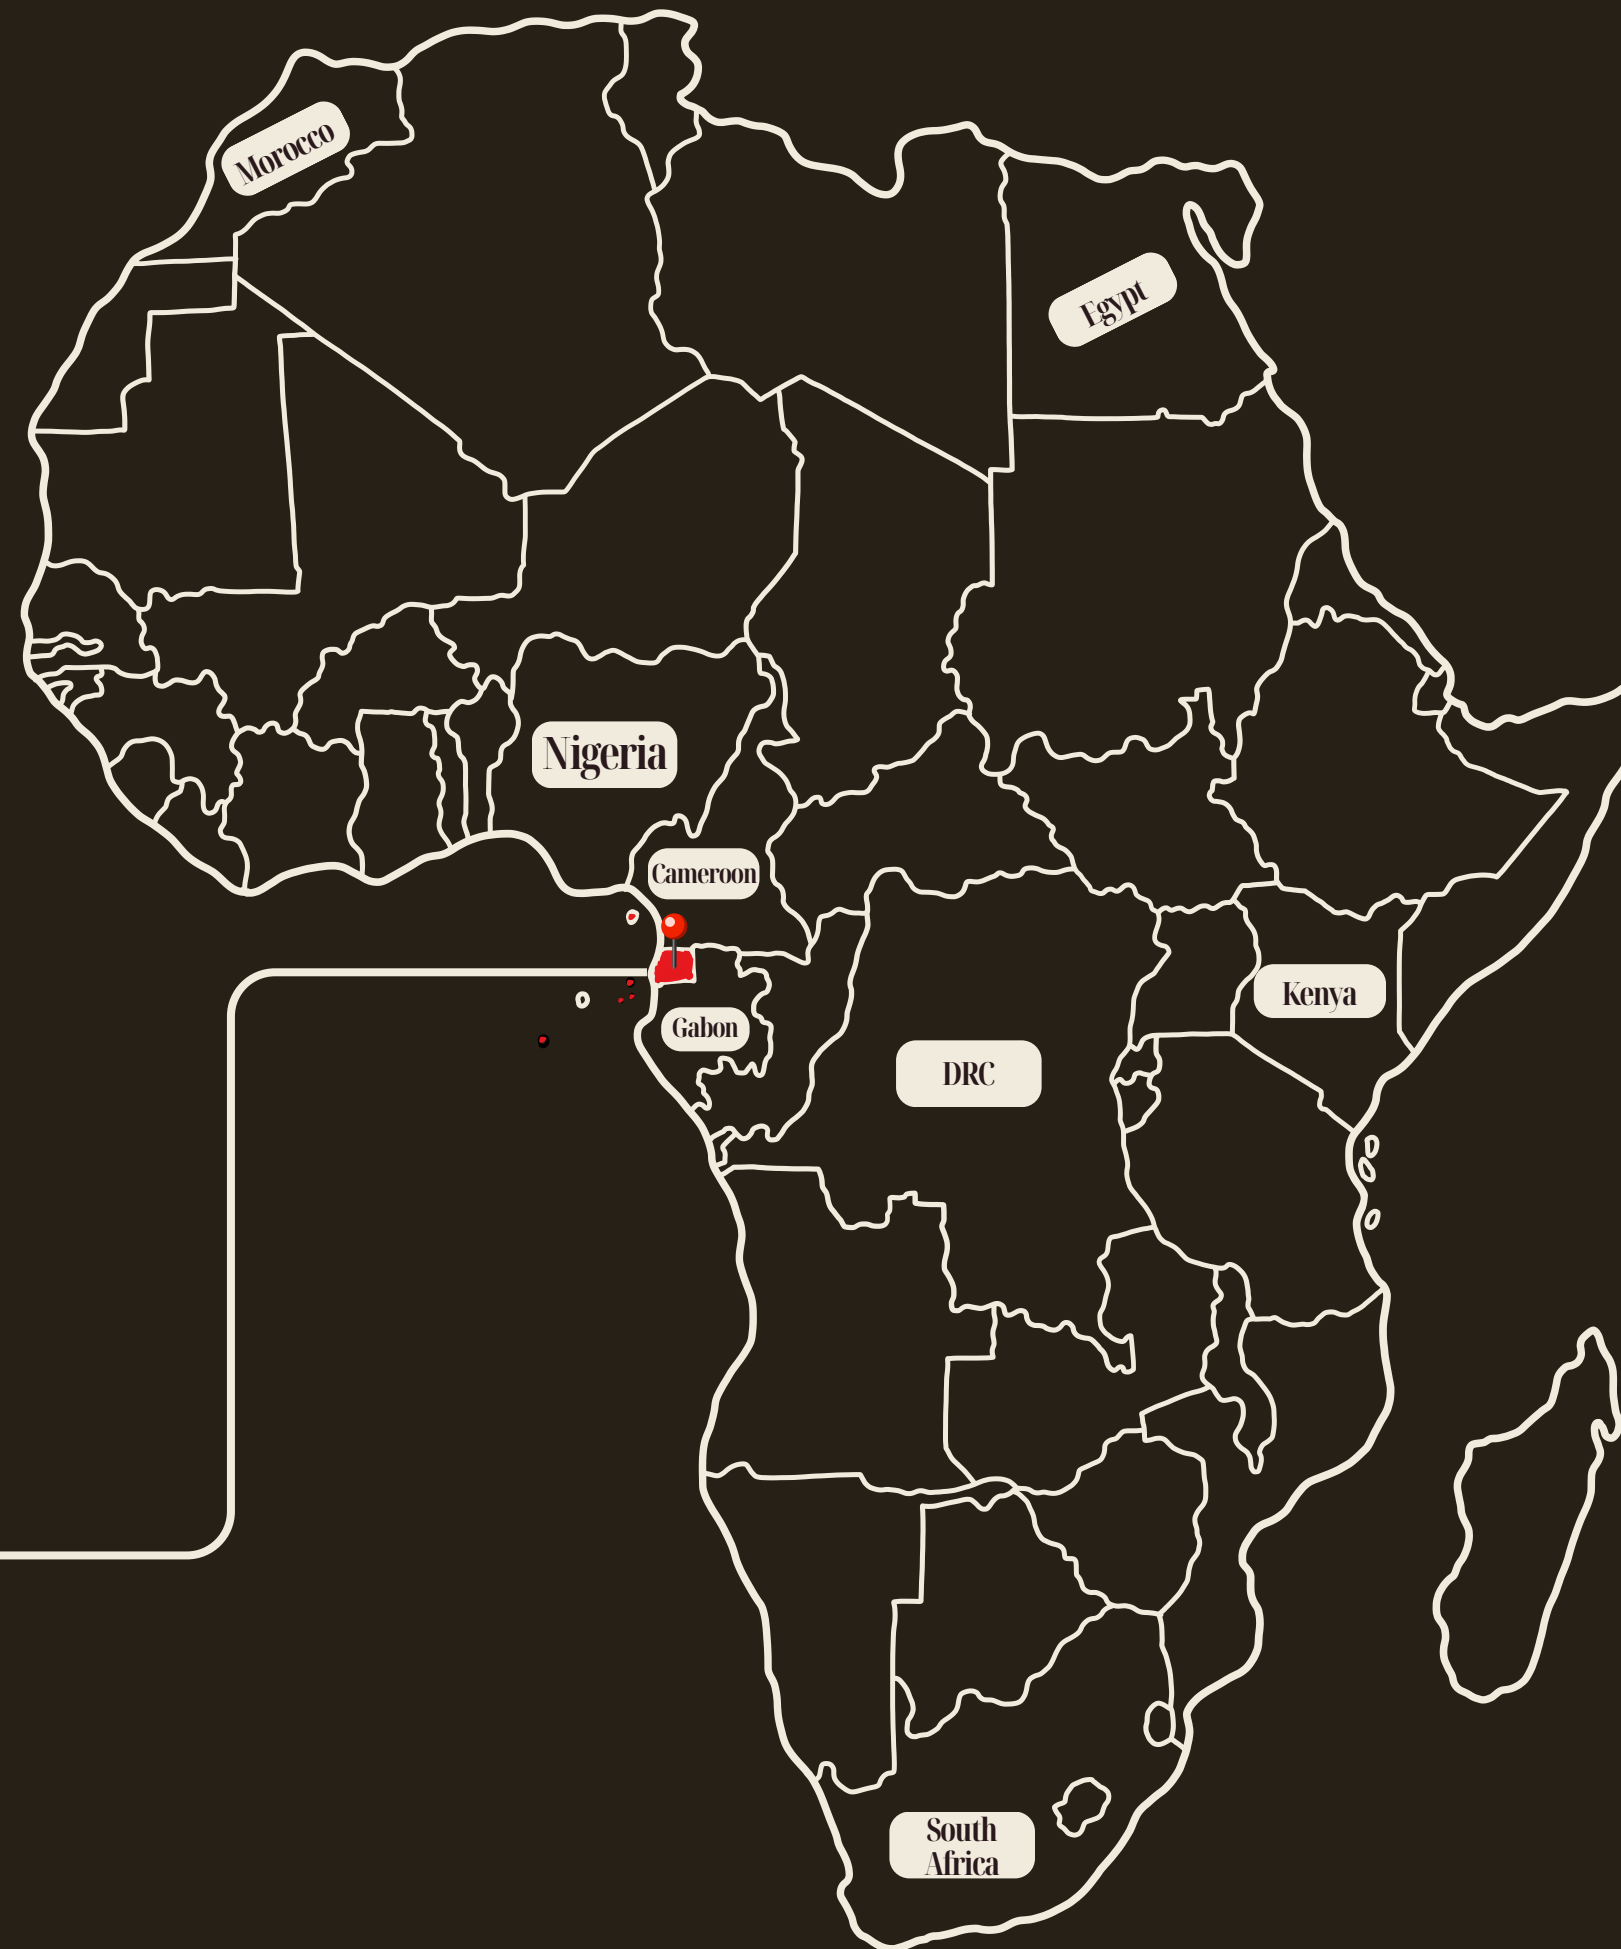 Morocco
Egypt
Nigeria
Cameroon
Kenya
Gabon
DRC
South
Africa